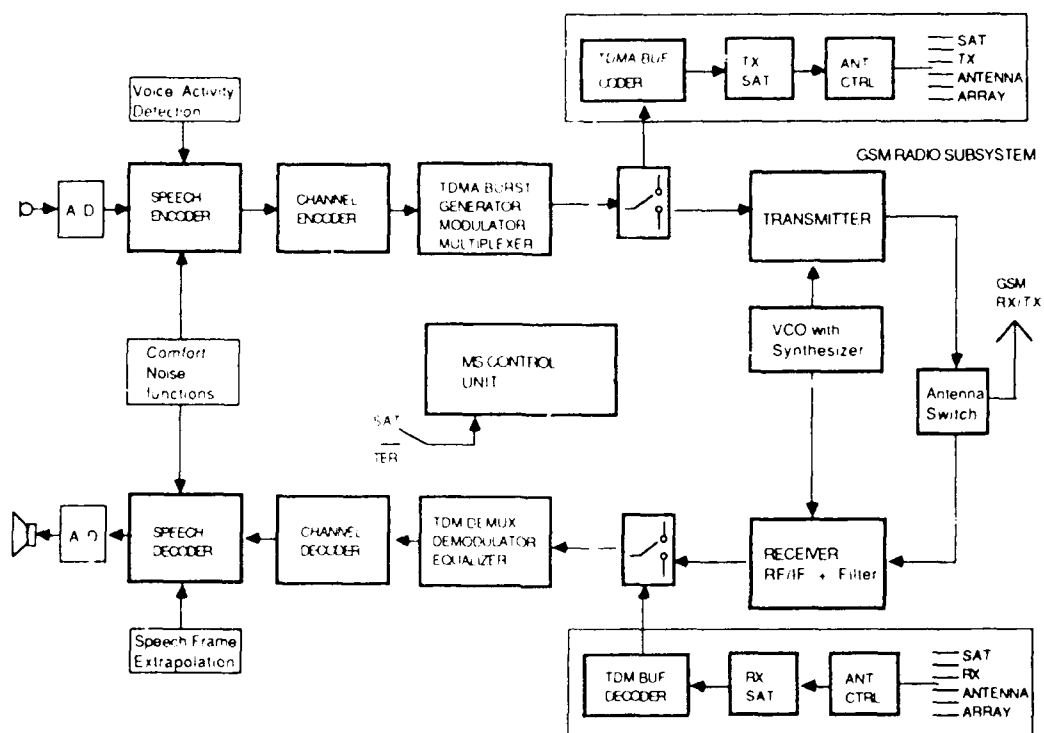 TDMA BUF
CODER
TX
SAT
ANT
CTRL
SAT
TX
ANTENNA
ARRAY
Voice Activity
Detection
GSM RADIO SUBSYSTEM
A/D
SPEECH
ENCODER
CHANNEL
ENCODER
TDMA BURST
GENERATOR
MODULATOR
MULTIPLEXER
TRANSMITTER
GSM
RX/TX
Comfort
Noise
functions
MS CONTROL
UNIT
VCO with
Synthesizer
Antenna
Switch
SAT
TER
A/D
SPEECH
DECODER
CHANNEL
DECODER
TDM DEMUX
DEMODULATOR
EQUALIZER
RECEIVER
RF/IF + Filter
Speech Frame
Extrapolation
TDM BUF
DECODER
RX
SAT
ANT
CTRL
SAT
RX
ANTENNA
ARRAY